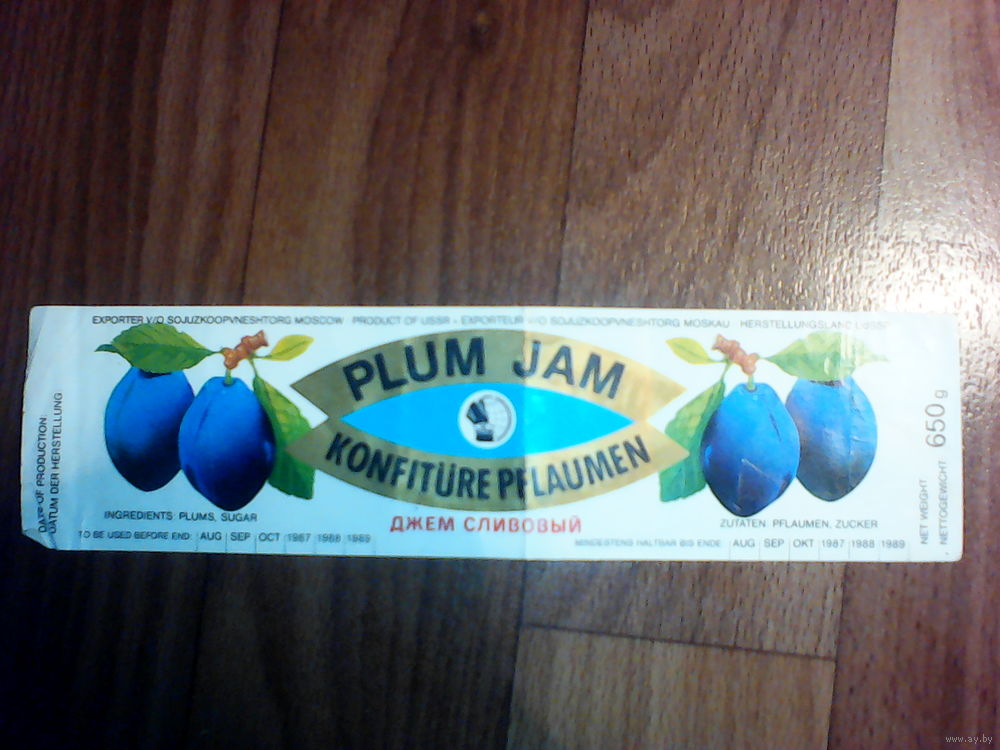 EXPORTER V/O SOJUZKOOPVNESHTORG MOSCOW · PRODUCT OF USSR - EXPORTEUR V/O SOJUZKOOPVNESHTORG MOSKAU · HERSTELLUNGSLAND UdSSR
PLUM JAM
KONFITÜRE PFLAUMEN
ДЖЕМ СЛИВОВЫЙ
DATE OF PRODUCTION:
DATUM DER HERSTELLUNG
INGREDIENTS: PLUMS, SUGAR
TO BE USED BEFORE END: AUG SEP OCT 1987 1988 1989
ZUTATEN: PFLAUMEN, ZUCKER
MINDESTENS HALTBAR BIS ENDE: AUG SEP OKT 1987 1988 1989
NET WEIGHT
NETTOGEWICHT 650g
www.ay.by